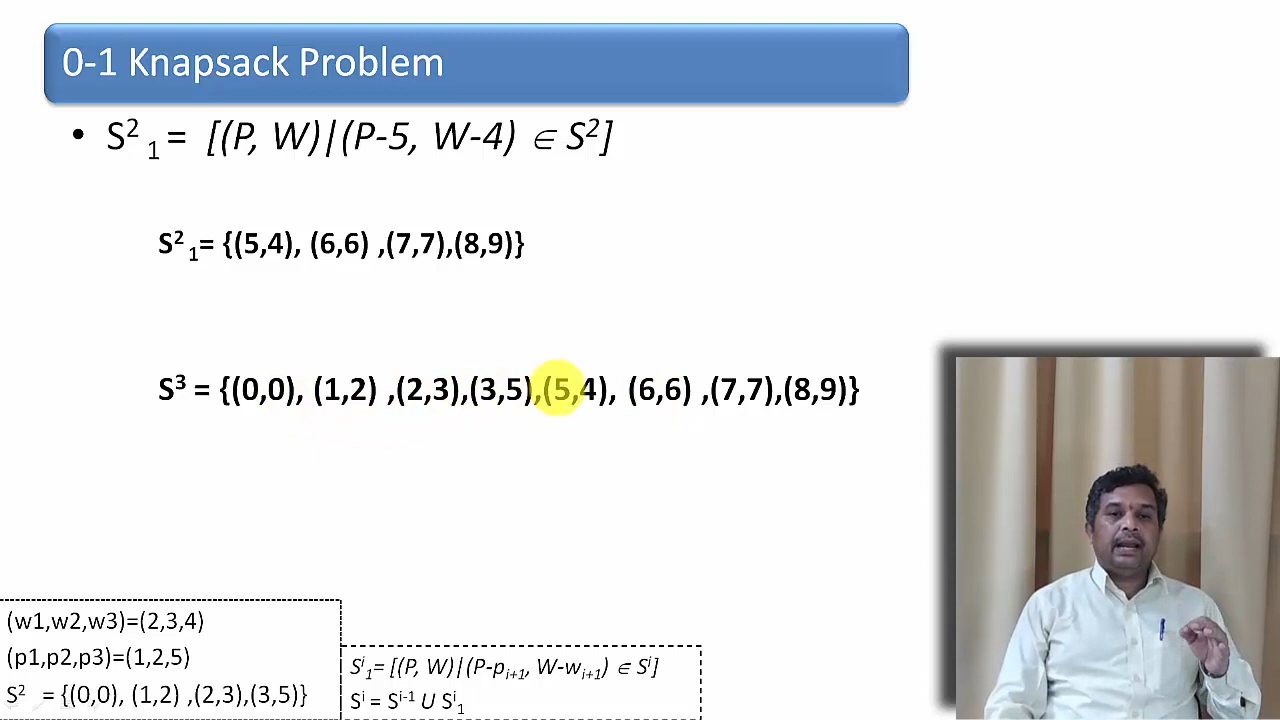 0-1 Knapsack Problem
• S²₁ = [(P, W)|(P-5, W-4) ∈ S²]
S²₁= {(5,4), (6,6) ,(7,7),(8,9)}
S³ = {(0,0), (1,2) ,(2,3),(3,5),(5,4), (6,6) ,(7,7),(8,9)}
(w1,w2,w3)=(2,3,4)
(p1,p2,p3)=(1,2,5)
S² = {(0,0), (1,2) ,(2,3),(3,5)}
Sⁱ₁= [(P, W)|(P-pᵢ₊₁, W-wᵢ₊₁) ∈ Sⁱ]
Sⁱ = Sⁱ⁻¹ U Sⁱ₁